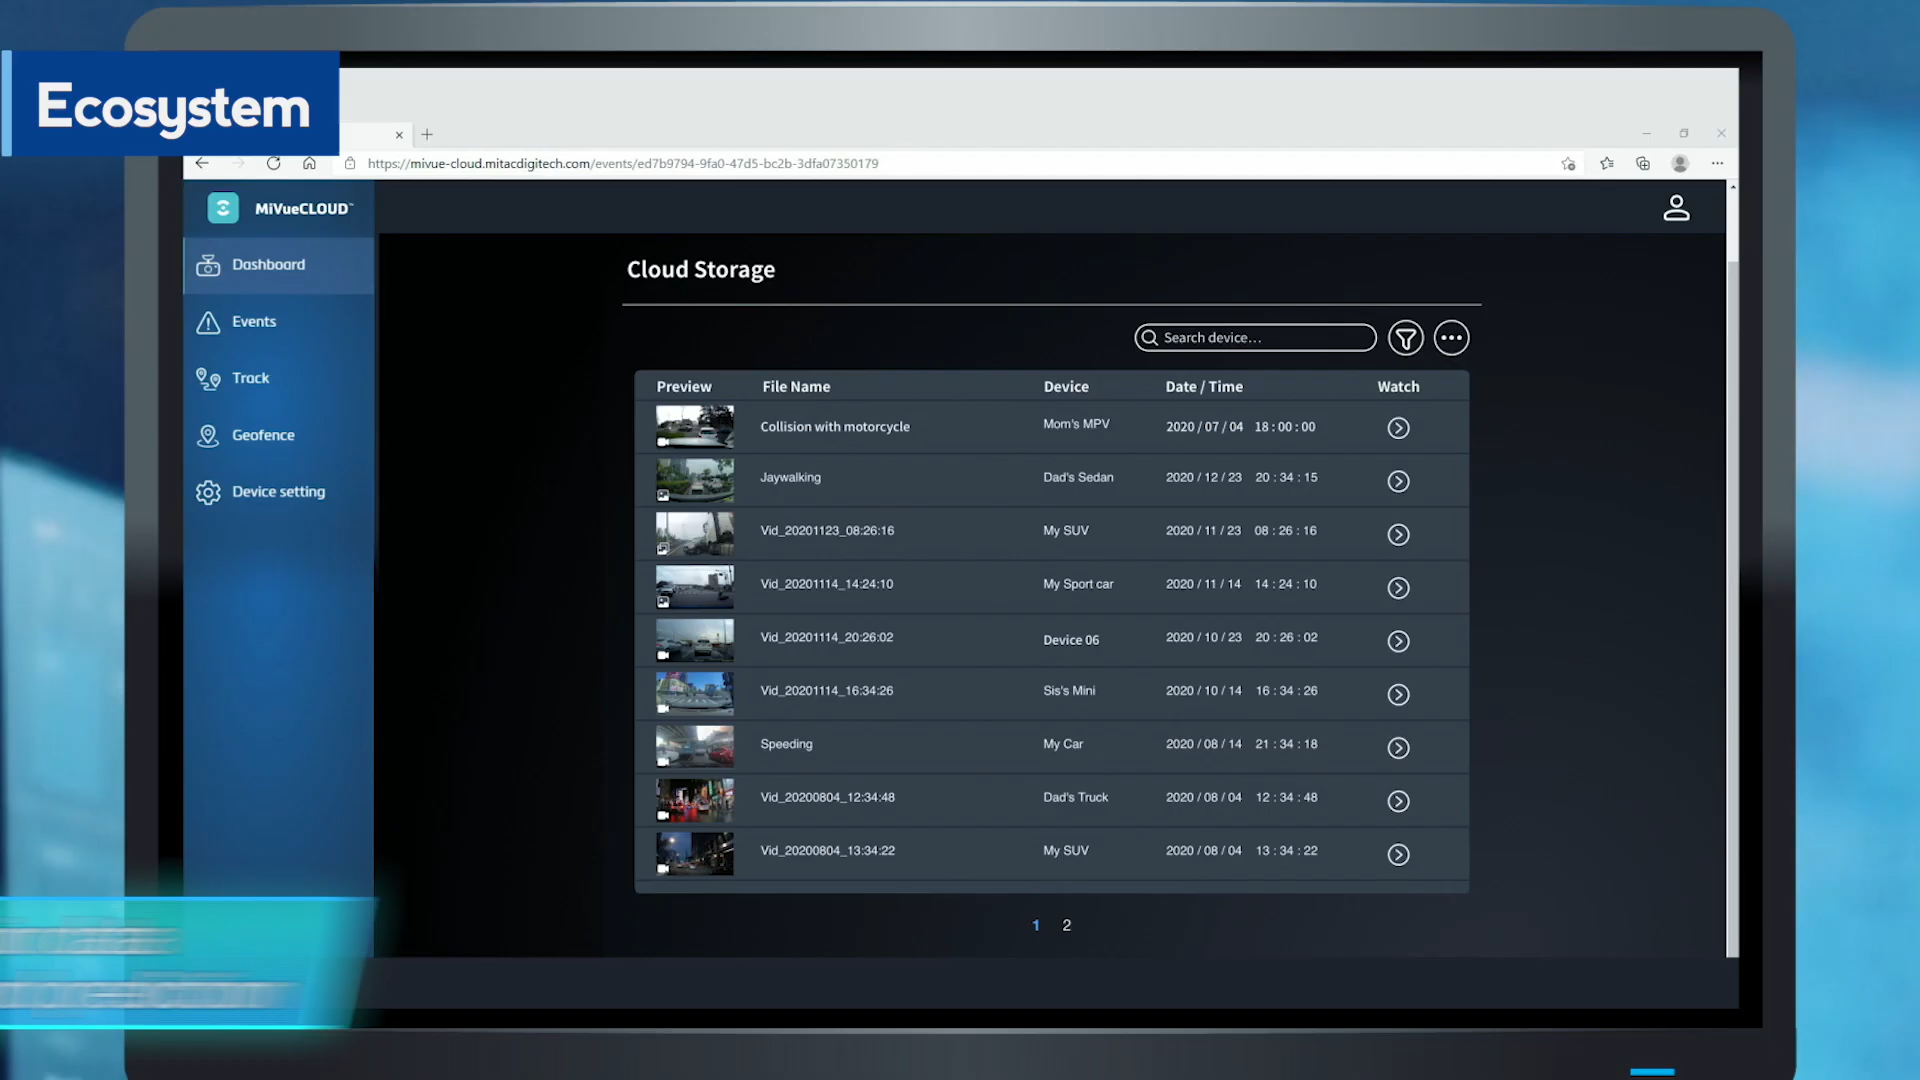 Ecosystem
https://mivue-cloud.mitacdigitech.com/events/ed7b9794-9fa0-47d5-bc2b-3dfa07350179
MiVueCLOUD™
Dashboard
Events
Track
Geofence
Device setting
Cloud Storage
Search device...
Preview File Name Device Date / Time Watch
Collision with motorcycle Mom's MPV 2020 / 07 / 04 18 : 00 : 00
Jaywalking Dad's Sedan 2020 / 12 / 23 20 : 34 : 15
Vid_20201123_08:26:16 My SUV 2020 / 11 / 23 08 : 26 : 16
Vid_20201114_14:24:10 My Sport car 2020 / 11 / 14 14 : 24 : 10
Vid_20201114_20:26:02 Device 06 2020 / 10 / 23 20 : 26 : 02
Vid_20201114_16:34:26 Sis's Mini 2020 / 10 / 14 16 : 34 : 26
Speeding My Car 2020 / 08 / 14 21 : 34 : 18
Vid_20200804_12:34:48 Dad's Truck 2020 / 08 / 04 12 : 34 : 48
Vid_20200804_13:34:22 My SUV 2020 / 08 / 04 13 : 34 : 22
1 2